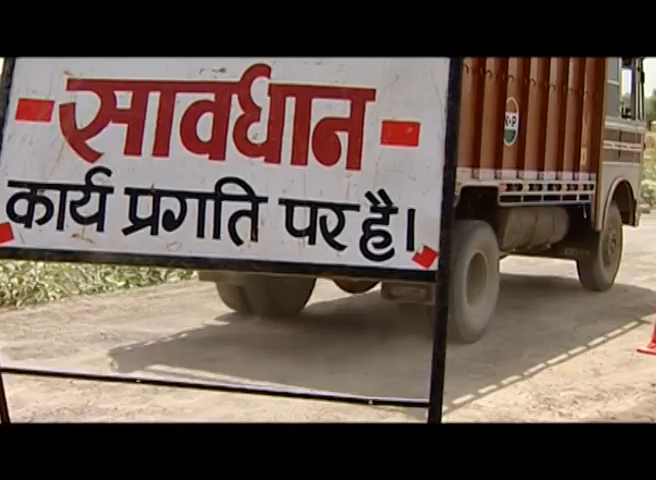 सावधान
कार्य प्रगति पर है।